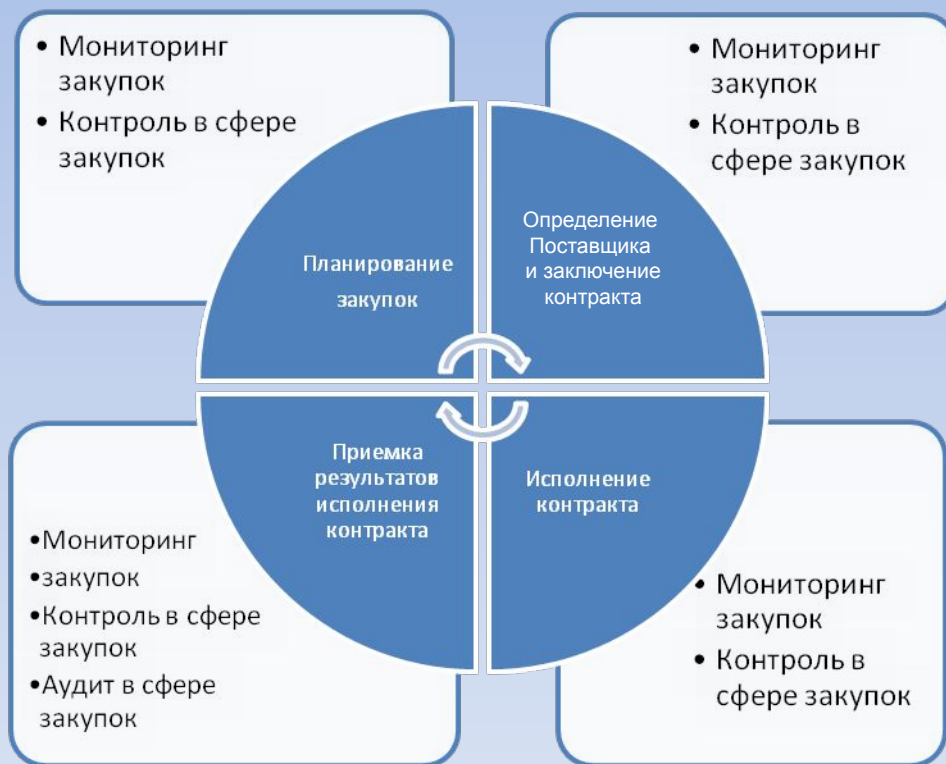 • Мониторинг
закупок
• Контроль в сфере
закупок
• Мониторинг
закупок
• Контроль в
сфере закупок
Планирование
закупок
Определение
Поставщика
и заключение
контракта
Приемка
результатов
исполнения
контракта
Исполнение
контракта
•Мониторинг
•закупок
•Контроль в сфере
закупок
•Аудит в сфере
закупок
• Мониторинг
закупок
• Контроль в
сфере закупок